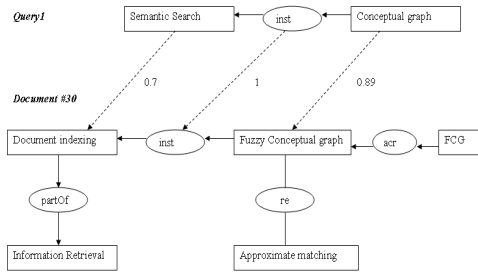 Query1
Semantic Search
inst
Conceptual graph
0.7
1
0.89
Document #30
Document indexing
inst
Fuzzy Conceptual graph
acr
FCG
partOf
re
Information Retrieval
Approximate matching